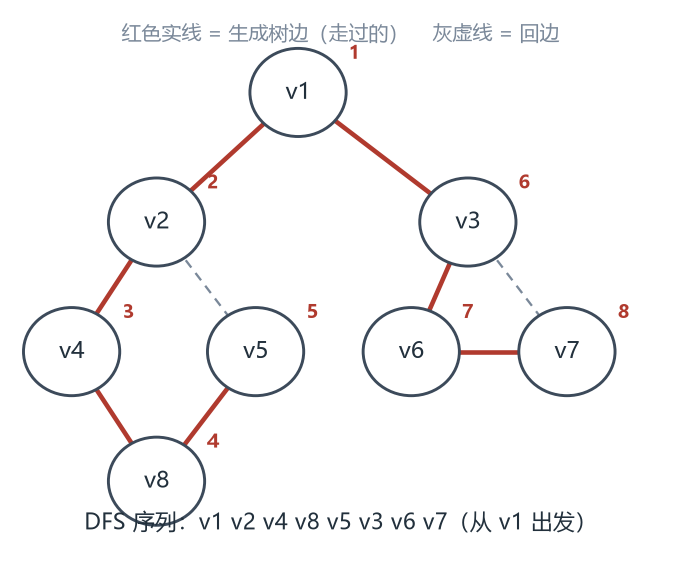 红色实线 = 生成树边（走过的）　灰虚线 = 回边
1
v1
2
6
v2
v3
3
5
7
8
v4
v5
v6
v7
4
v8
DFS 序列：v1 v2 v4 v8 v5 v3 v6 v7（从 v1 出发）